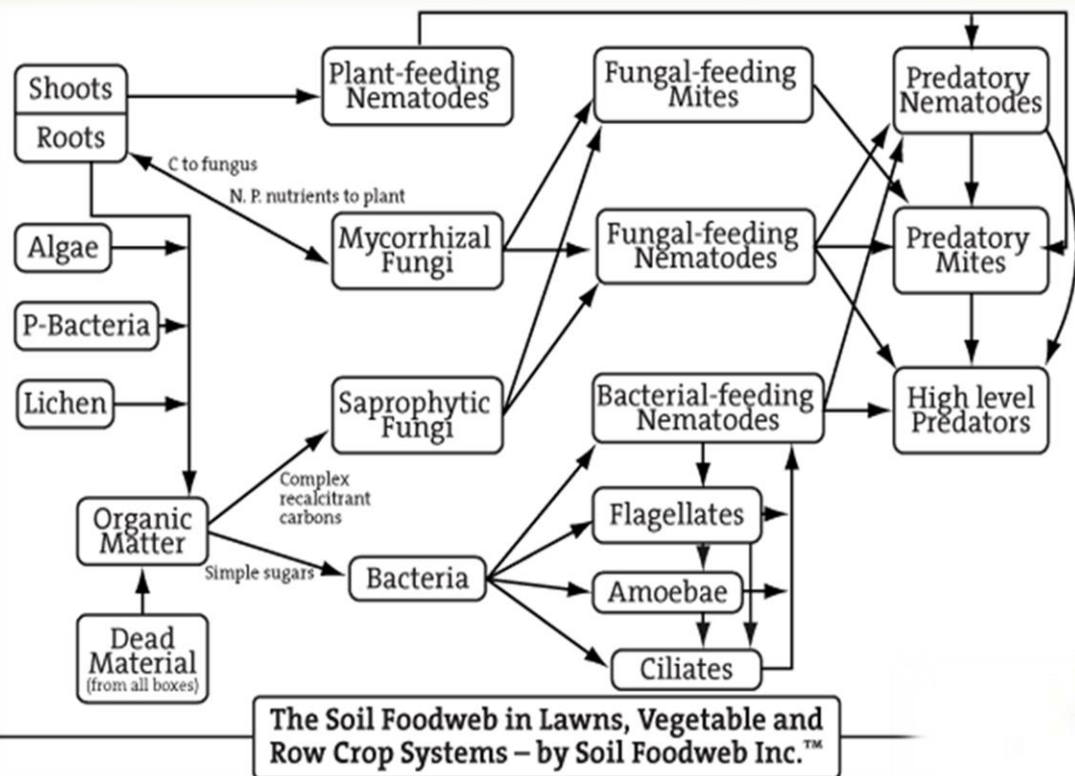 Shoots
Roots
Plant-feeding
Nematodes
Fungal-feeding
Mites
Predatory
Nematodes
C to fungus
N. P. nutrients to plant
Algae
Mycorrhizal
Fungi
Fungal-feeding
Nematodes
Predatory
Mites
P-Bacteria
Lichen
Saprophytic
Fungi
Bacterial-feeding
Nematodes
High level
Predators
Complex
recalcitrant
carbons
Organic
Matter
Simple sugars
Bacteria
Flagellates
Amoebae
Ciliates
Dead
Material
(from all boxes)
The Soil Foodweb in Lawns, Vegetable and
Row Crop Systems – by Soil Foodweb Inc.™